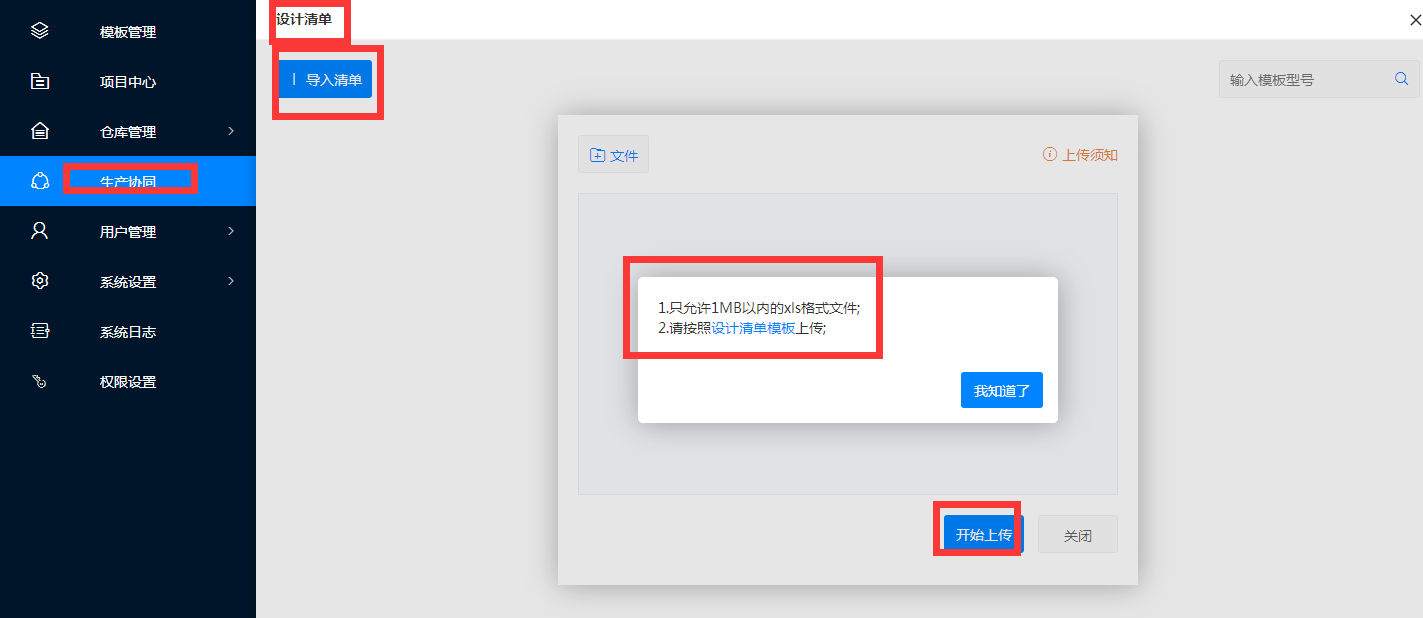 模板管理
项目中心
仓库管理
生产协同
用户管理
系统设置
系统日志
权限设置
设计清单
导入清单
输入模板型号
文件
上传须知
1.只允许1MB以内的xls格式文件;
2.请按照设计清单模板上传;
我知道了
开始上传
关闭